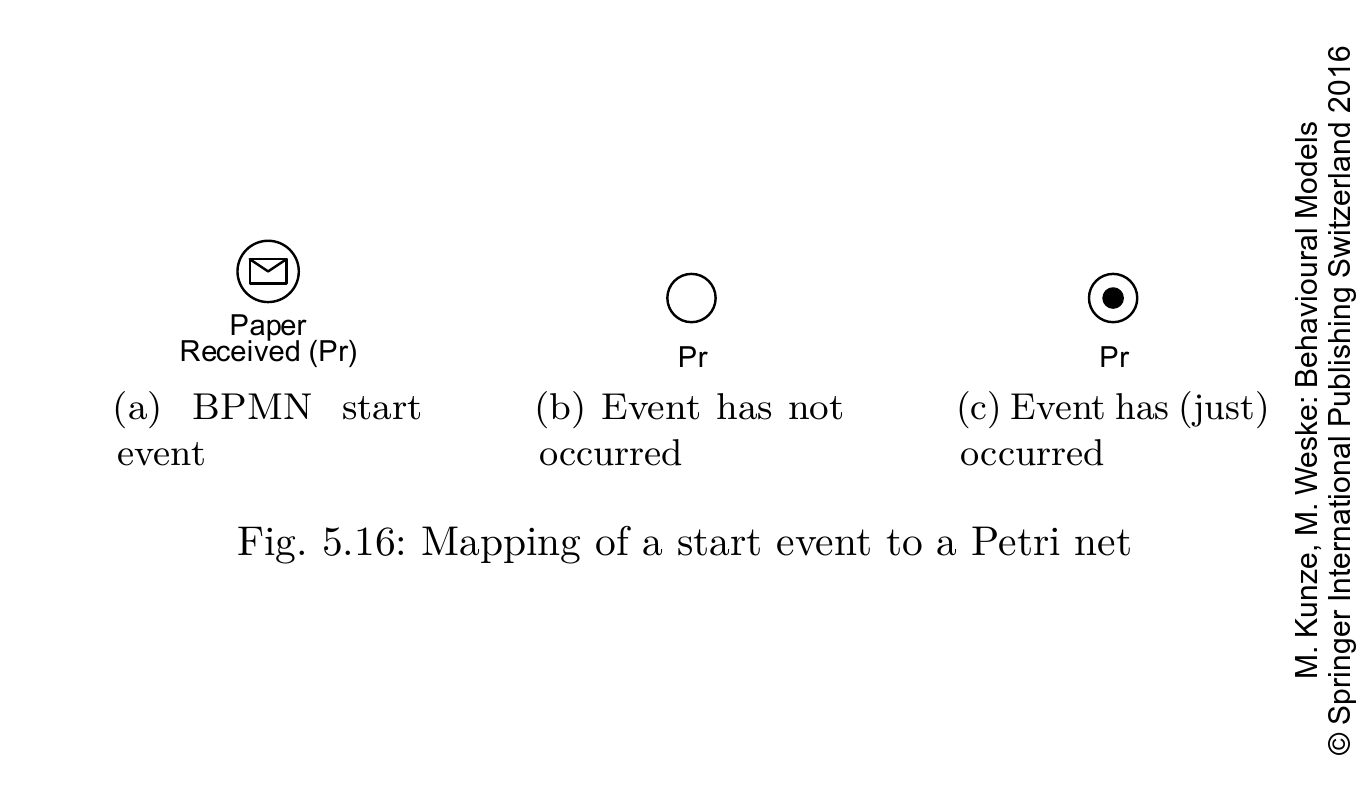 Paper
Received (Pr)
(a) BPMN start
event
Pr
(b) Event has not
occurred
Pr
(c) Event has (just)
occurred
Fig. 5.16: Mapping of a start event to a Petri net
M. Kunze, M. Weske: Behavioural Models
© Springer International Publishing Switzerland 2016